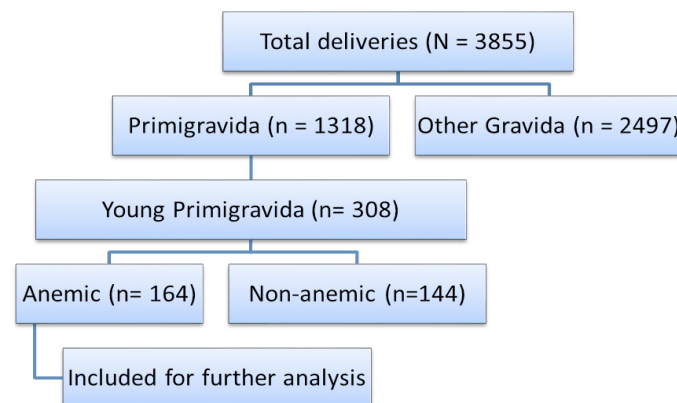 Total deliveries (N = 3855)
Primigravida (n = 1318)
Other Gravida (n = 2497)
Young Primigravida (n= 308)
Anemic (n= 164)
Non-anemic (n=144)
Included for further analysis